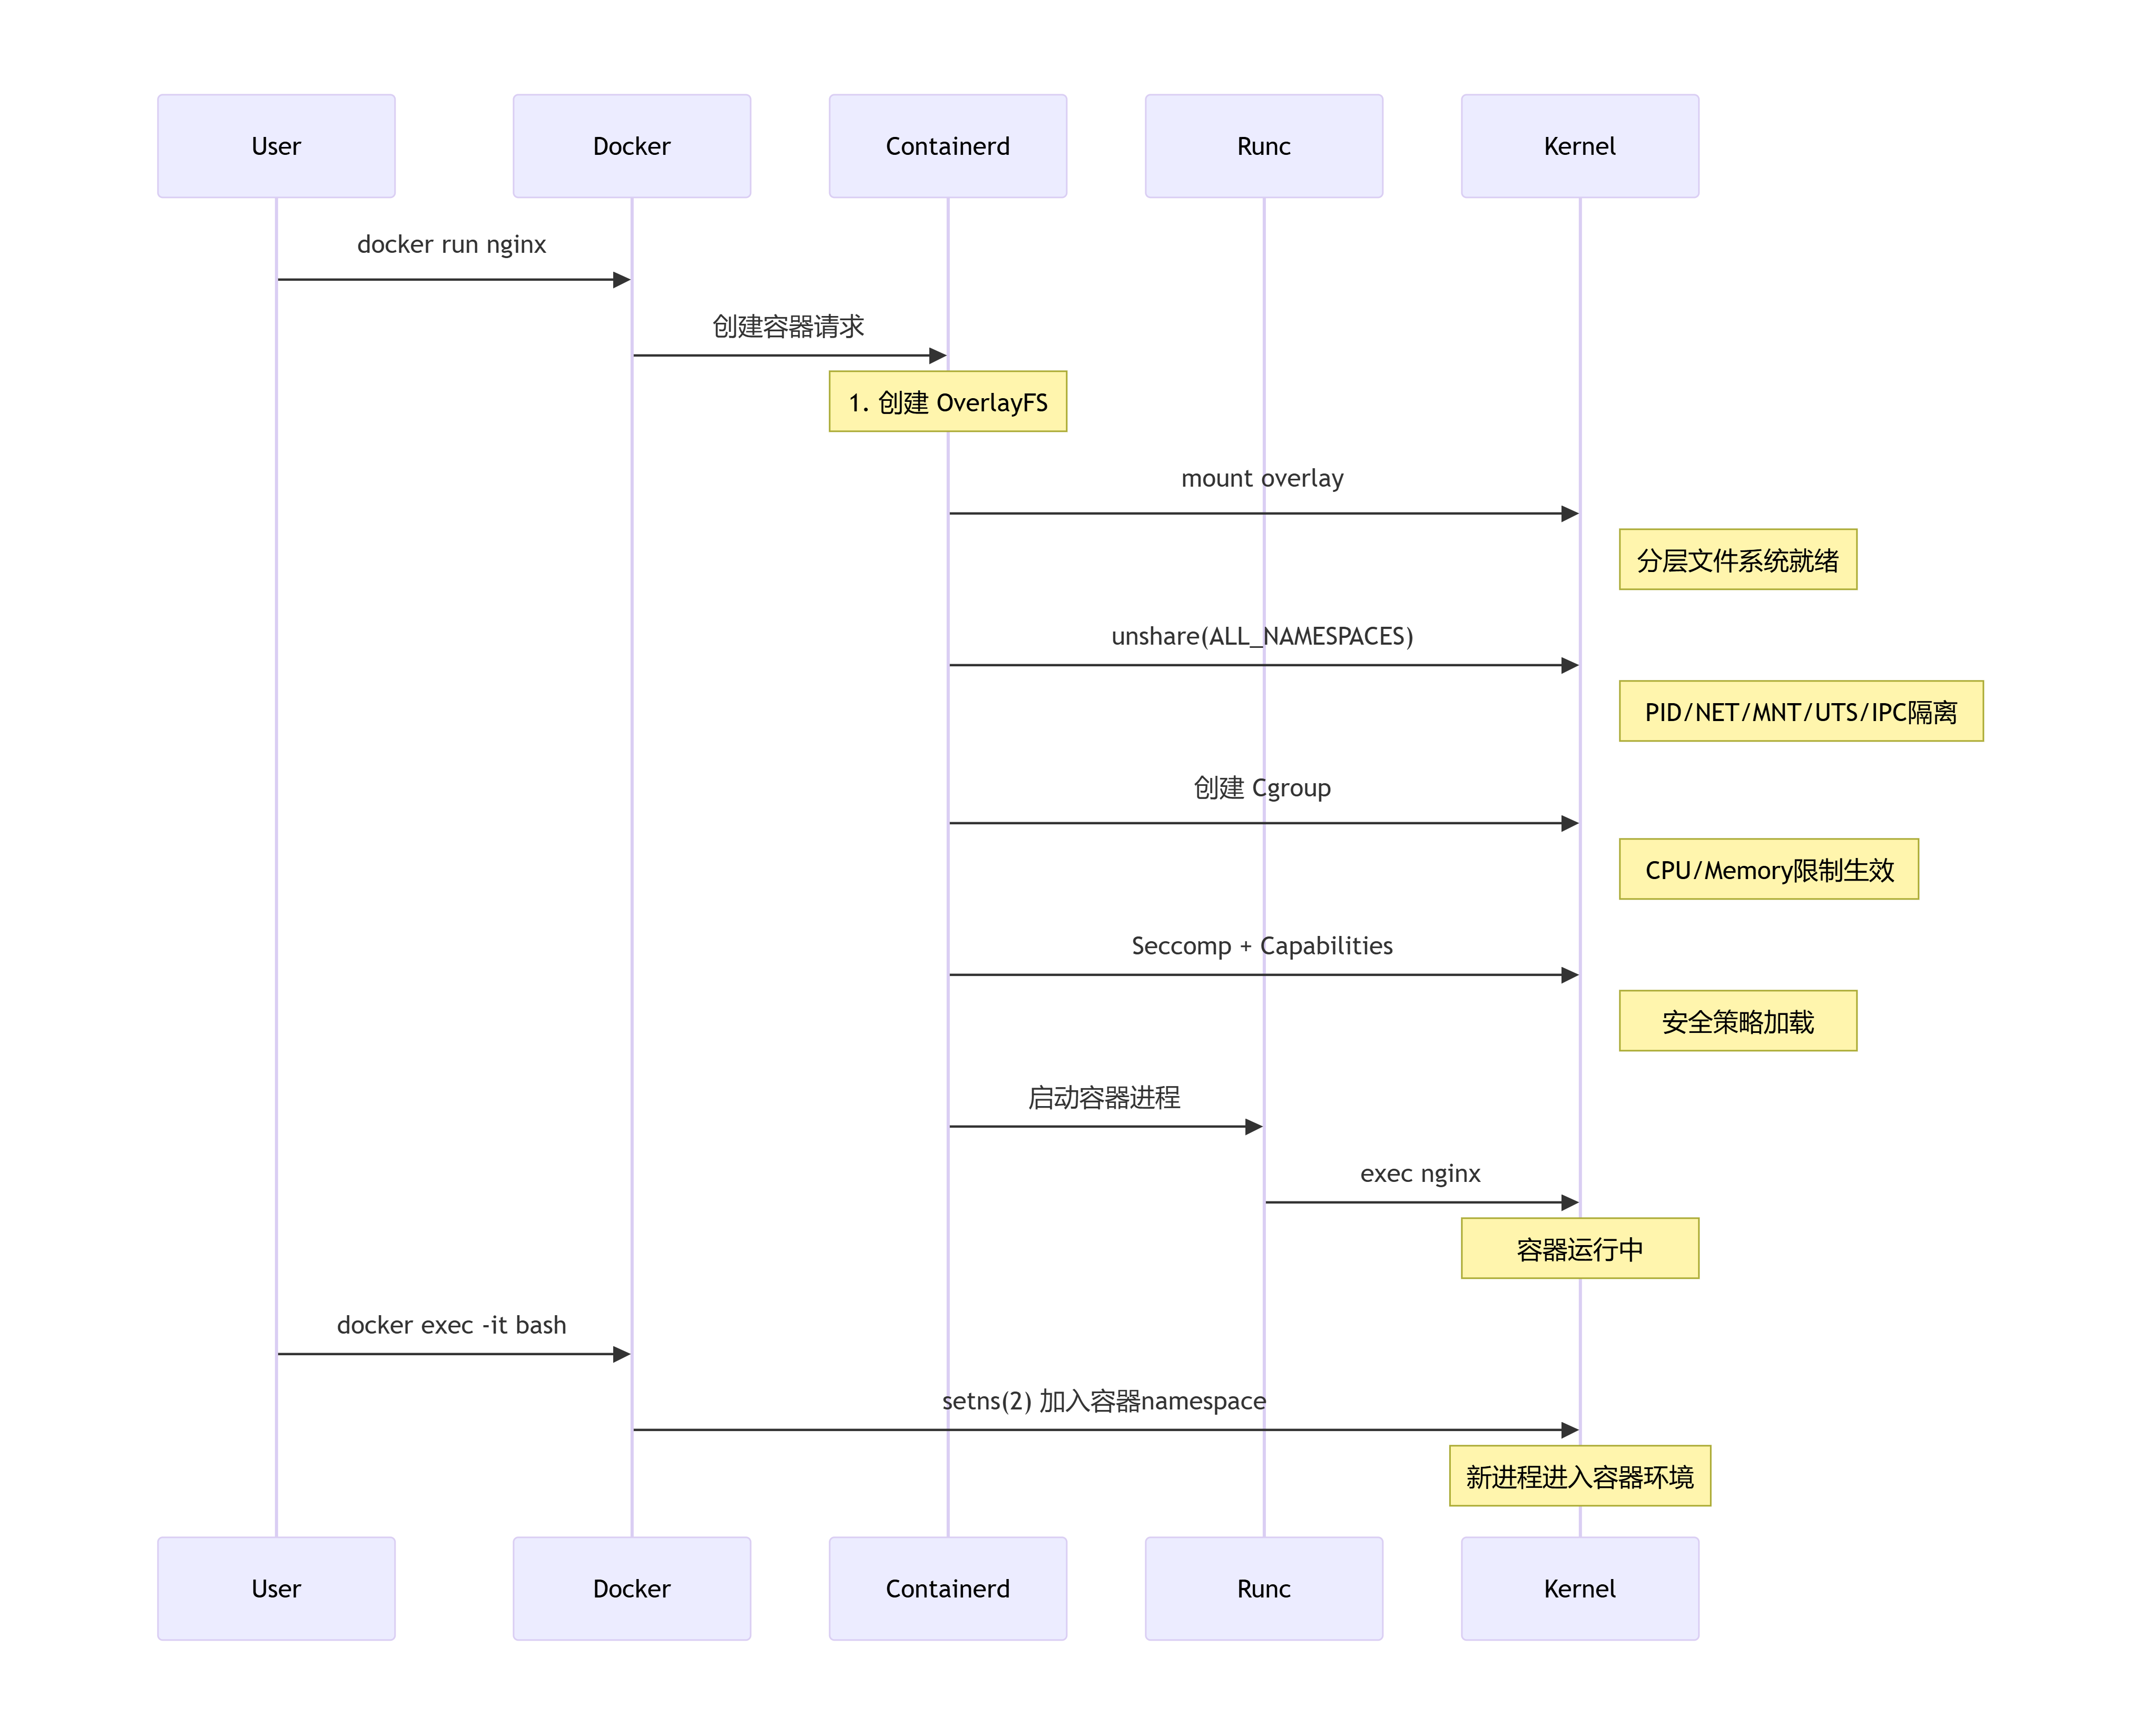 User
Docker
Containerd
Runc
Kernel
docker run nginx
创建容器请求
1. 创建 OverlayFS
mount overlay
分层文件系统就绪
unshare(ALL_NAMESPACES)
PID/NET/MNT/UTS/IPC隔离
创建 Cgroup
CPU/Memory限制生效
Seccomp + Capabilities
安全策略加载
启动容器进程
exec nginx
容器运行中
docker exec -it bash
setns(2) 加入容器namespace
新进程进入容器环境
User
Docker
Containerd
Runc
Kernel